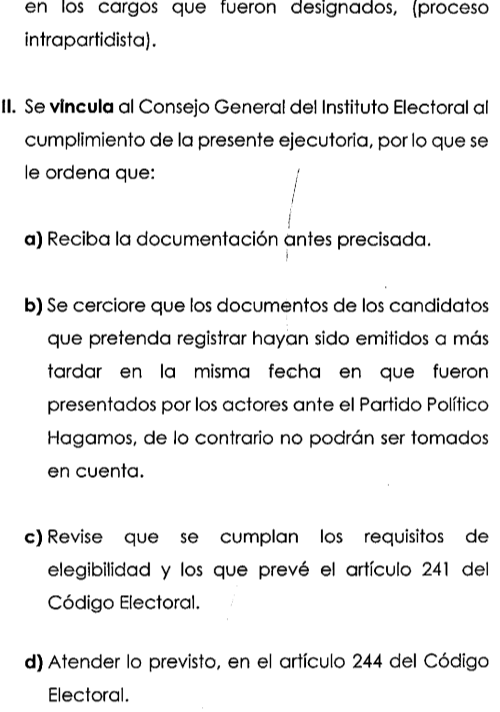 en los cargos que fueron designados, (proceso
intrapartidista).
II. Se vincula al Consejo General del Instituto Electoral al
cumplimiento de la presente ejecutoria, por lo que se
le ordena que:
a) Reciba la documentación antes precisada.
b) Se cerciore que los documentos de los candidatos
que pretenda registrar hayan sido emitidos a más
tardar en la misma fecha en que fueron
presentados por los actores ante el Partido Político
Hagamos, de lo contrario no podrán ser tomados
en cuenta.
c) Revise que se cumplan los requisitos de
elegibilidad y los que prevé el artículo 241 del
Código Electoral.
d) Atender lo previsto, en el artículo 244 del Código
Electoral.